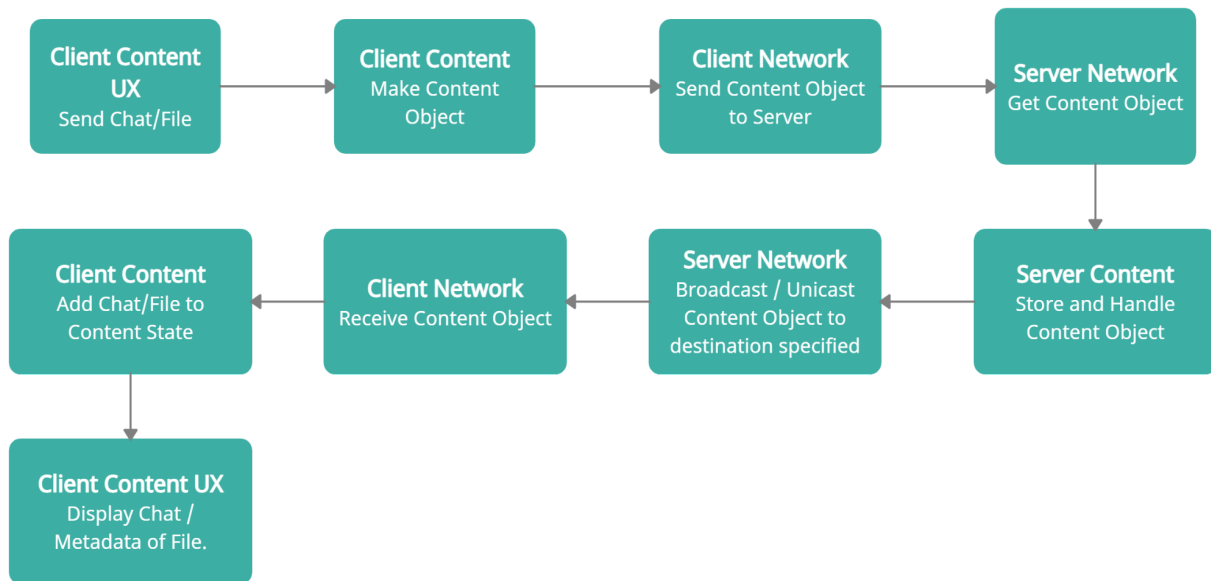 Client Content
UX
Send Chat/File
Client Content
Make Content
Object
Client Network
Send Content Object
to Server
Server Network
Get Content Object
Server Content
Store and Handle
Content Object
Server Network
Broadcast / Unicast
Content Object to
destination specified
Client Network
Receive Content Object
Client Content
Add Chat/File to
Content State
Client Content UX
Display Chat /
Metadata of File.